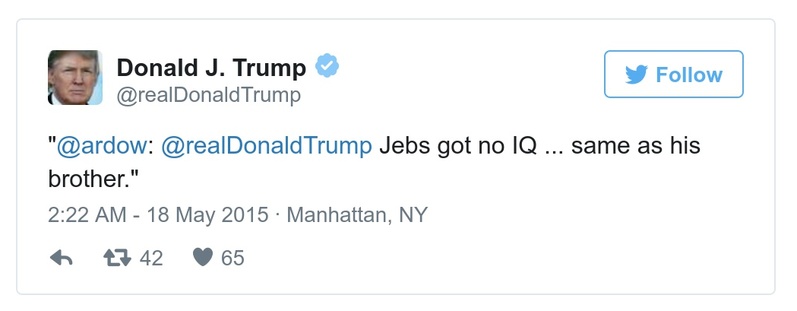 Donald J. Trump
@realDonaldTrump
Follow
"@ardow: @realDonaldTrump Jebs got no IQ ... same as his
brother."
2:22 AM - 18 May 2015 · Manhattan, NY
42 65